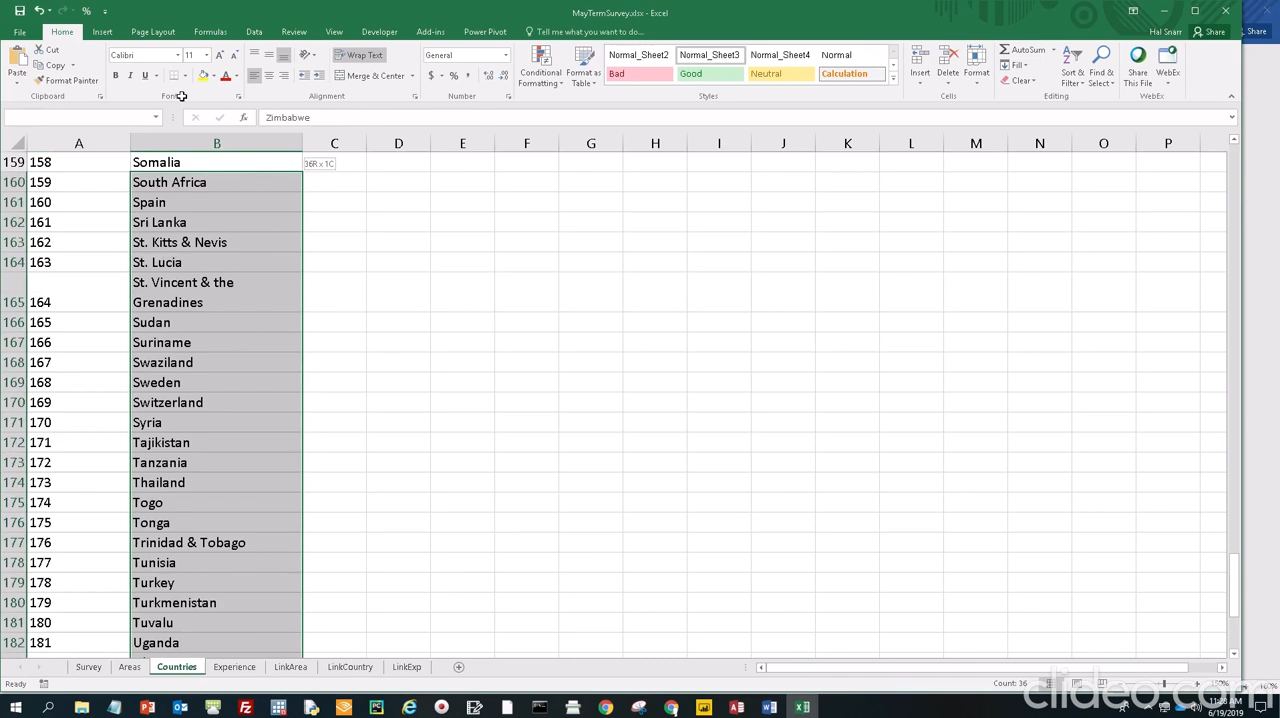 MayTermSurvey.xlsx - Excel
File Home Insert Page Layout Formulas Data Review View Developer Add-ins Power Pivot Tell me what you want to do... Hal Snarr Share Share
Paste Cut Copy Format Painter
Calibri 11 A A Wrap Text General
B I U A Merge & Center $ % ,
Conditional Formatting Format as Table
Normal_Sheet2 Normal_Sheet3 Normal_Sheet4 Normal
Bad Good Neutral Calculation
Insert Delete Format
AutoSum Fill Clear
Sort & Filter Find & Select
Share This File WebEx
Clipboard Font Alignment Number Styles Cells Editing WebEx
fx Zimbabwe
A B C D E F G H I J K L M N O P
159 158 Somalia 36R x 1C
160 159 South Africa
161 160 Spain
162 161 Sri Lanka
163 162 St. Kitts & Nevis
164 163 St. Lucia
St. Vincent & the
165 164 Grenadines
166 165 Sudan
167 166 Suriname
168 167 Swaziland
169 168 Sweden
170 169 Switzerland
171 170 Syria
172 171 Tajikistan
173 172 Tanzania
174 173 Thailand
175 174 Togo
176 175 Tonga
177 176 Trinidad & Tobago
178 177 Tunisia
179 178 Turkey
180 179 Turkmenistan
181 180 Tuvalu
182 181 Uganda
Survey Areas Countries Experience LinkArea LinkCountry LinkExp
Ready Count: 36
clideo.com
6/19/2019